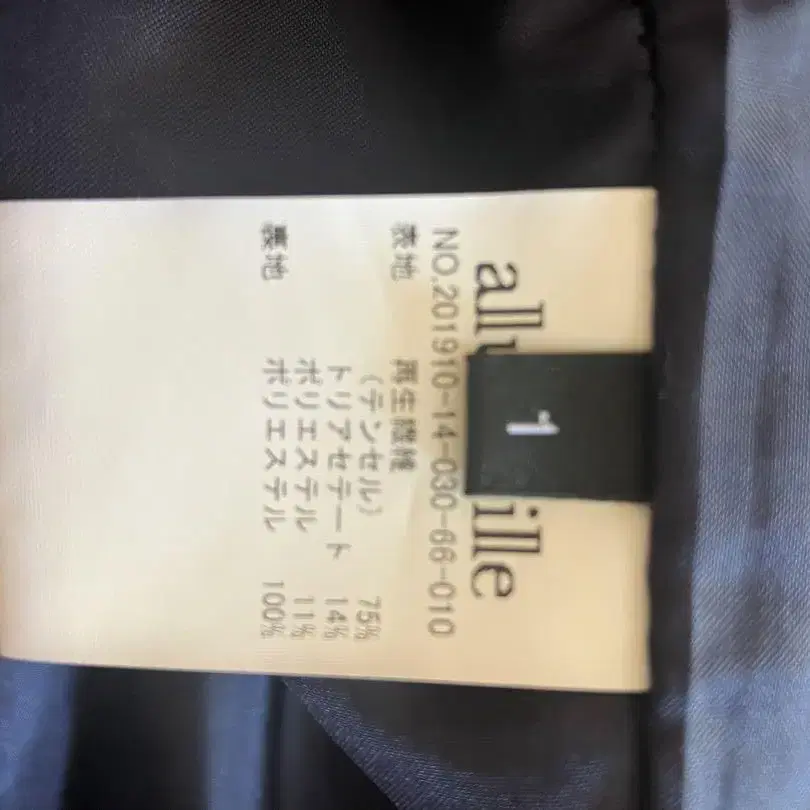 1
NO.201910-14-030-66-010
表地 再生繊維
(テンセル) 75%
トリアセテート 14%
ポリエステル 11%
裏地 ポリエステル 100%